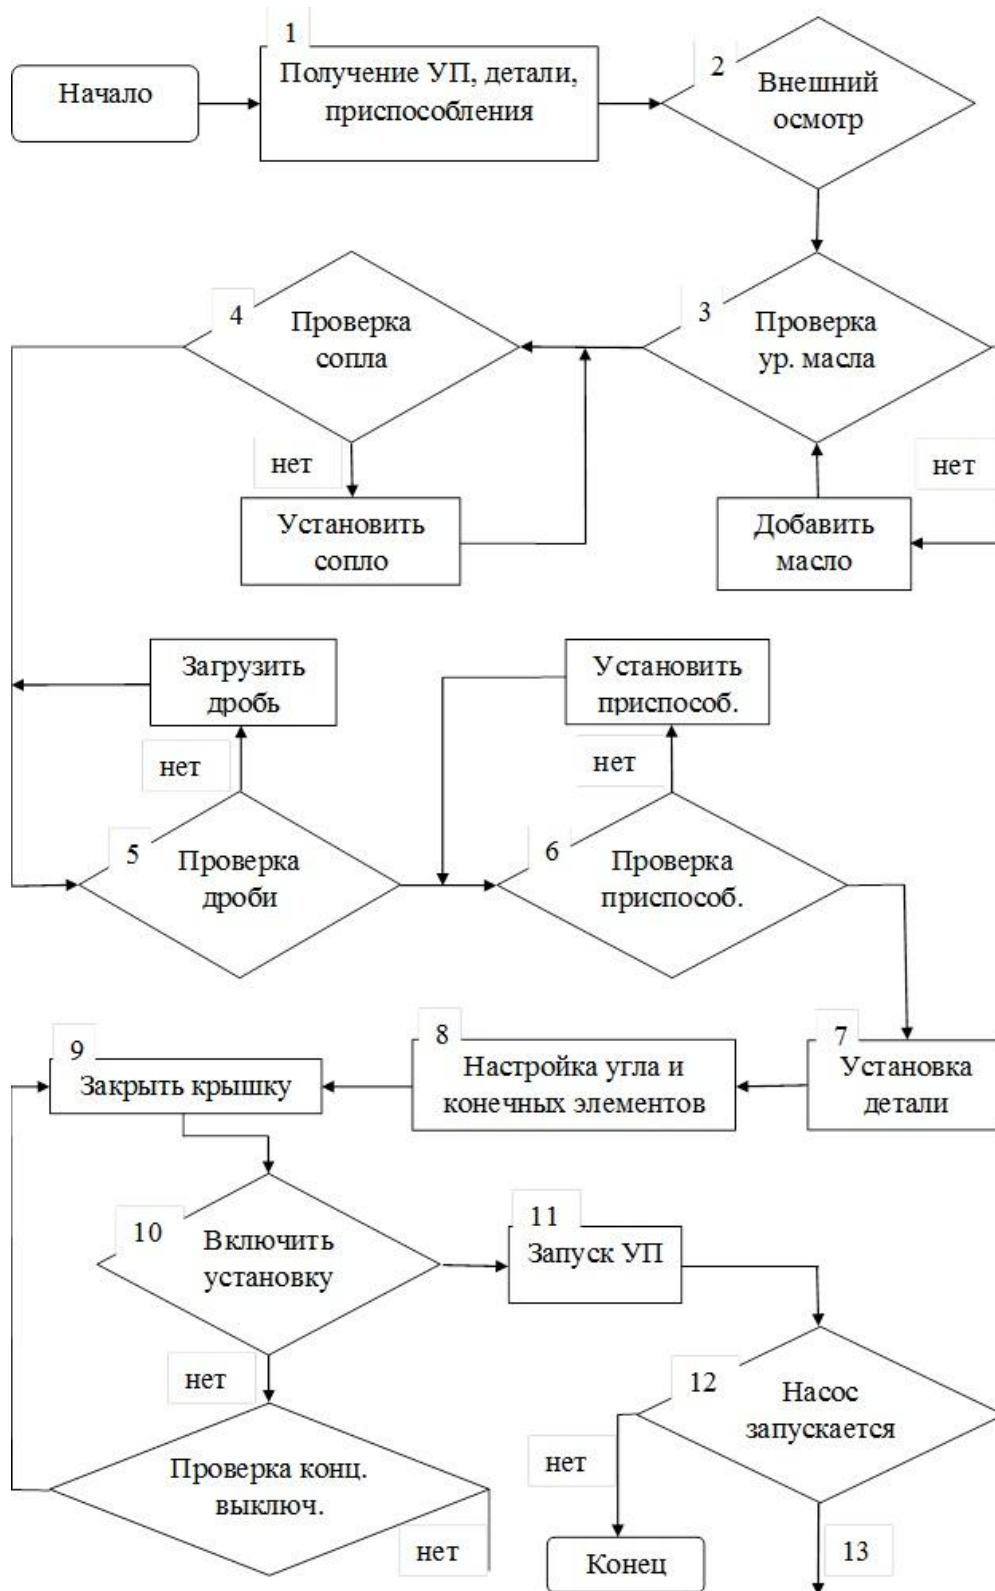 Начало
1
Получение УП, детали,
приспособления
2
Внешний
осмотр
4
Проверка
сопла
3
Проверка
ур. масла
нет
нет
Установить
сопло
Добавить
масло
Загрузить
дробь
Установить
приспособ.
нет
нет
5
Проверка
дроби
6
Проверка
приспособ.
9
Закрыть крышку
8
Настройка угла и
конечных элементов
7
Установка
детали
10
Включить
установку
11
Запуск УП
нет
12
Насос
запускается
Проверка конц.
выключ.
нет
нет
Конец
13